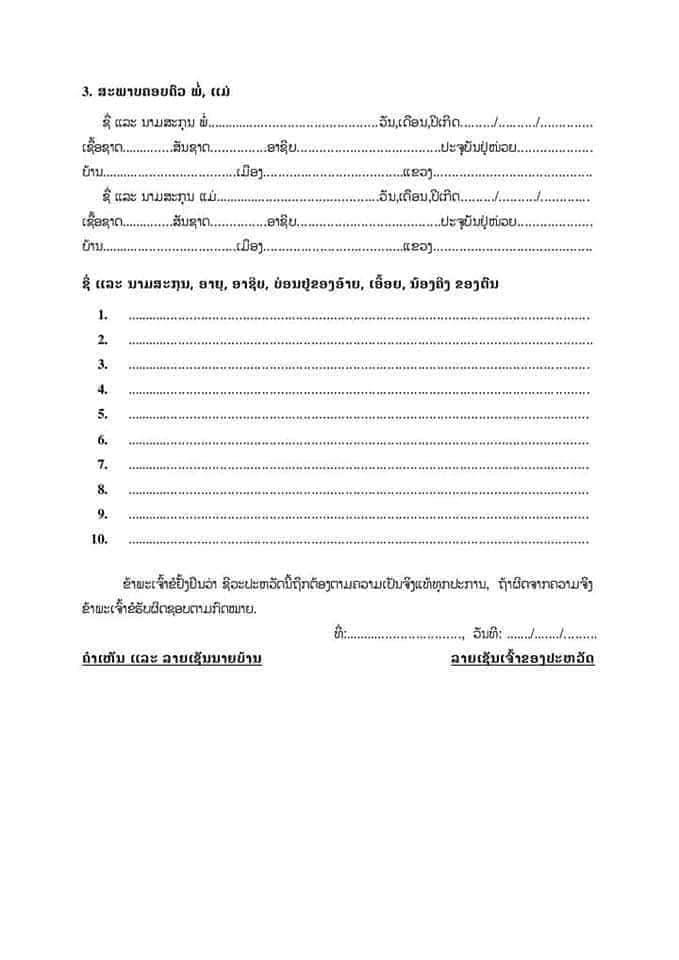 3. ສະພາບຄອບຄົວ ພໍ່, ແມ່
ຊື່ ແລະ ນາມສະກຸນ ພໍ່............................................ວັນ,ເດືອນ,ປີເກີດ........./........../.............
ເຊື້ອຊາດ.............ສັນຊາດ...............ອາຊີບ.....................................ປະຈຸບັນຢູ່ໜ່ວຍ....................
ບ້ານ..................................ເມືອງ....................................ແຂວງ.........................................
ຊື່ ແລະ ນາມສະກຸນ ແມ່..........................................ວັນ,ເດືອນ,ປີເກີດ........./........../.............
ເຊື້ອຊາດ.............ສັນຊາດ...............ອາຊີບ.....................................ປະຈຸບັນຢູ່ໜ່ວຍ....................
ບ້ານ..................................ເມືອງ....................................ແຂວງ.........................................
ຊື່ ແລະ ນາມສະກຸນ, ອາຍຸ, ອາຊີບ, ບ່ອນຢູ່ຂອງອ້າຍ, ເອື້ອຍ, ນ້ອງຄີງ ຂອງຕົນ
1. ........................................................................................................................
2. ........................................................................................................................
3. ........................................................................................................................
4. ........................................................................................................................
5. ........................................................................................................................
6. ........................................................................................................................
7. ........................................................................................................................
8. ........................................................................................................................
9. ........................................................................................................................
10. ........................................................................................................................
ຂ້າພະເຈົ້າຂໍຢັ້ງຢືນວ່າ ຊີວະປະຫວັດນີ້ຖືກຕ້ອງຕາມຄວາມເປັນຈິງແທ້ທຸກປະການ, ຖ້າຜິດຈາກຄວາມຈິງ
ຂ້າພະເຈົ້າຂໍຮັບຜິດຊອບຕາມກົດໝາຍ.
ທີ່:..............................., ວັນທີ: ......./......./.........
ຄຳເຫັນ ແລະ ລາຍເຊັນນາຍບ້ານ ລາຍເຊັນເຈົ້າຂອງປະຫວັດ